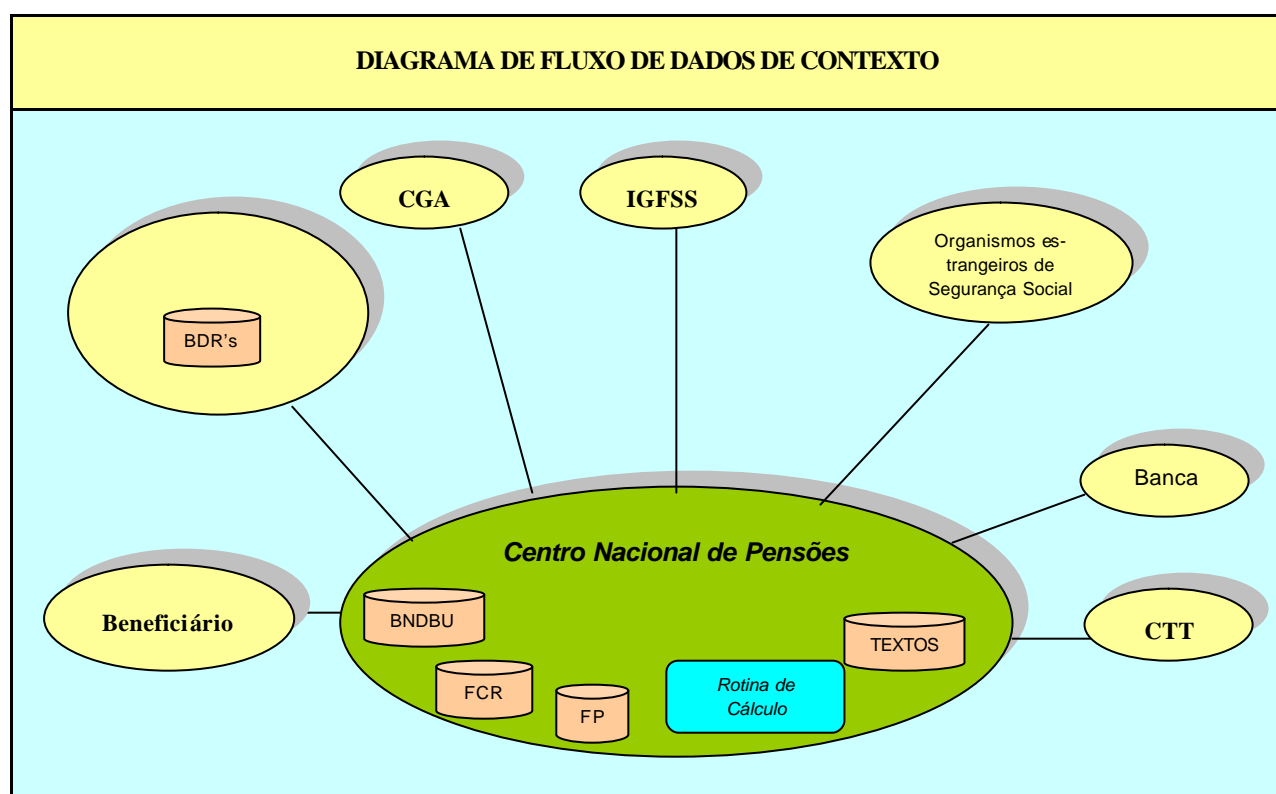 DIAGRAMA DE FLUXO DE DADOS DE CONTEXTO
CGA
IGFSS
Organismos es-
trangeiros de
Segurança Social
BDR's
Banca
Centro Nacional de Pensões
Beneficiário
BNDBU
TEXTOS
CTT
FCR
FP
Rotina de
Cálculo